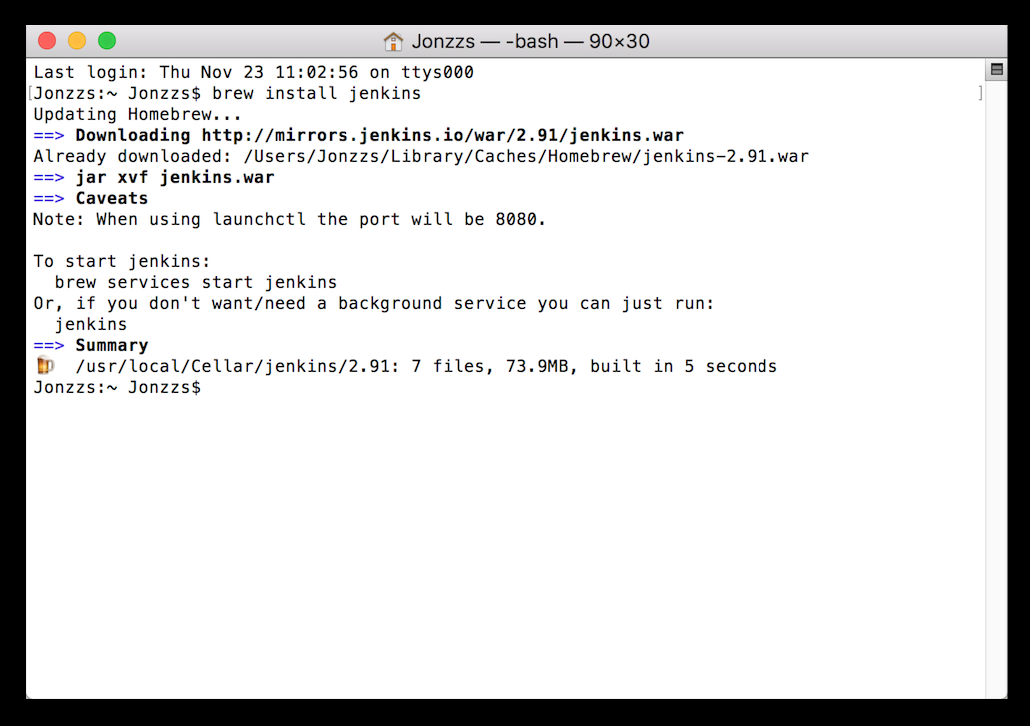 Jonzzs — -bash — 90×30
Last login: Thu Nov 23 11:02:56 on ttys000
[Jonzzs:~ Jonzzs$ brew install jenkins ]
Updating Homebrew...
==> Downloading http://mirrors.jenkins.io/war/2.91/jenkins.war
Already downloaded: /Users/Jonzzs/Library/Caches/Homebrew/jenkins-2.91.war
==> jar xvf jenkins.war
==> Caveats
Note: When using launchctl the port will be 8080.
To start jenkins:
brew services start jenkins
Or, if you don't want/need a background service you can just run:
jenkins
==> Summary
🍺 /usr/local/Cellar/jenkins/2.91: 7 files, 73.9MB, built in 5 seconds
Jonzzs:~ Jonzzs$